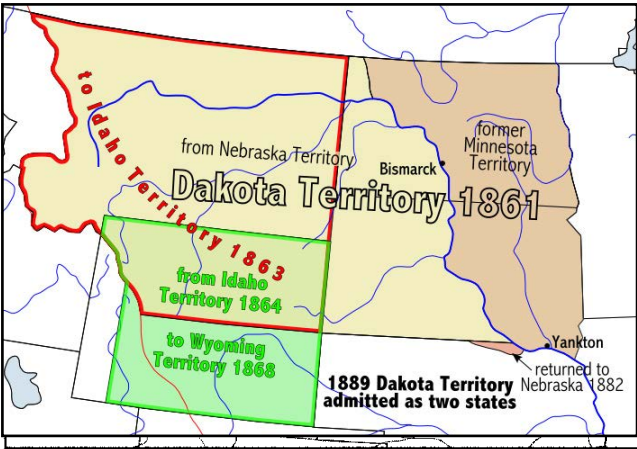 to Idaho Territory 1863
from Nebraska Territory
former
Minnesota
Territory
Bismarck
Dakota Territory 1861
from Idaho
Territory 1864
to Wyoming
Territory 1868
Yankton
returned to
Nebraska 1882
1889 Dakota Territory
admitted as two states